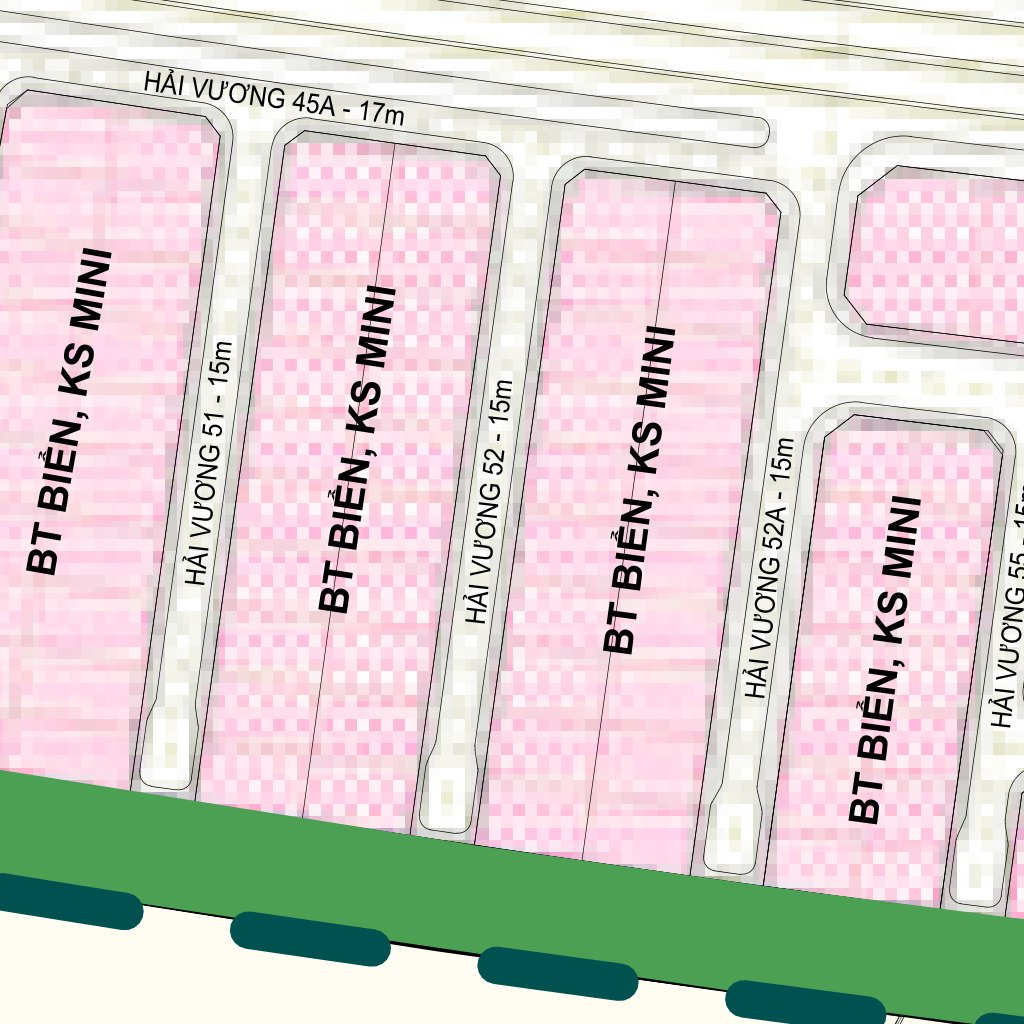 HẢI VƯƠNG 45A - 17m
BT BIỂN, KS MINI
HẢI VƯƠNG 51 - 15m
BT BIỂN, KS MINI
HẢI VƯƠNG 52 - 15m
BT BIỂN, KS MINI
HẢI VƯƠNG 52A - 15m
BT BIỂN, KS MINI
HẢI VƯƠNG 55 - 15m